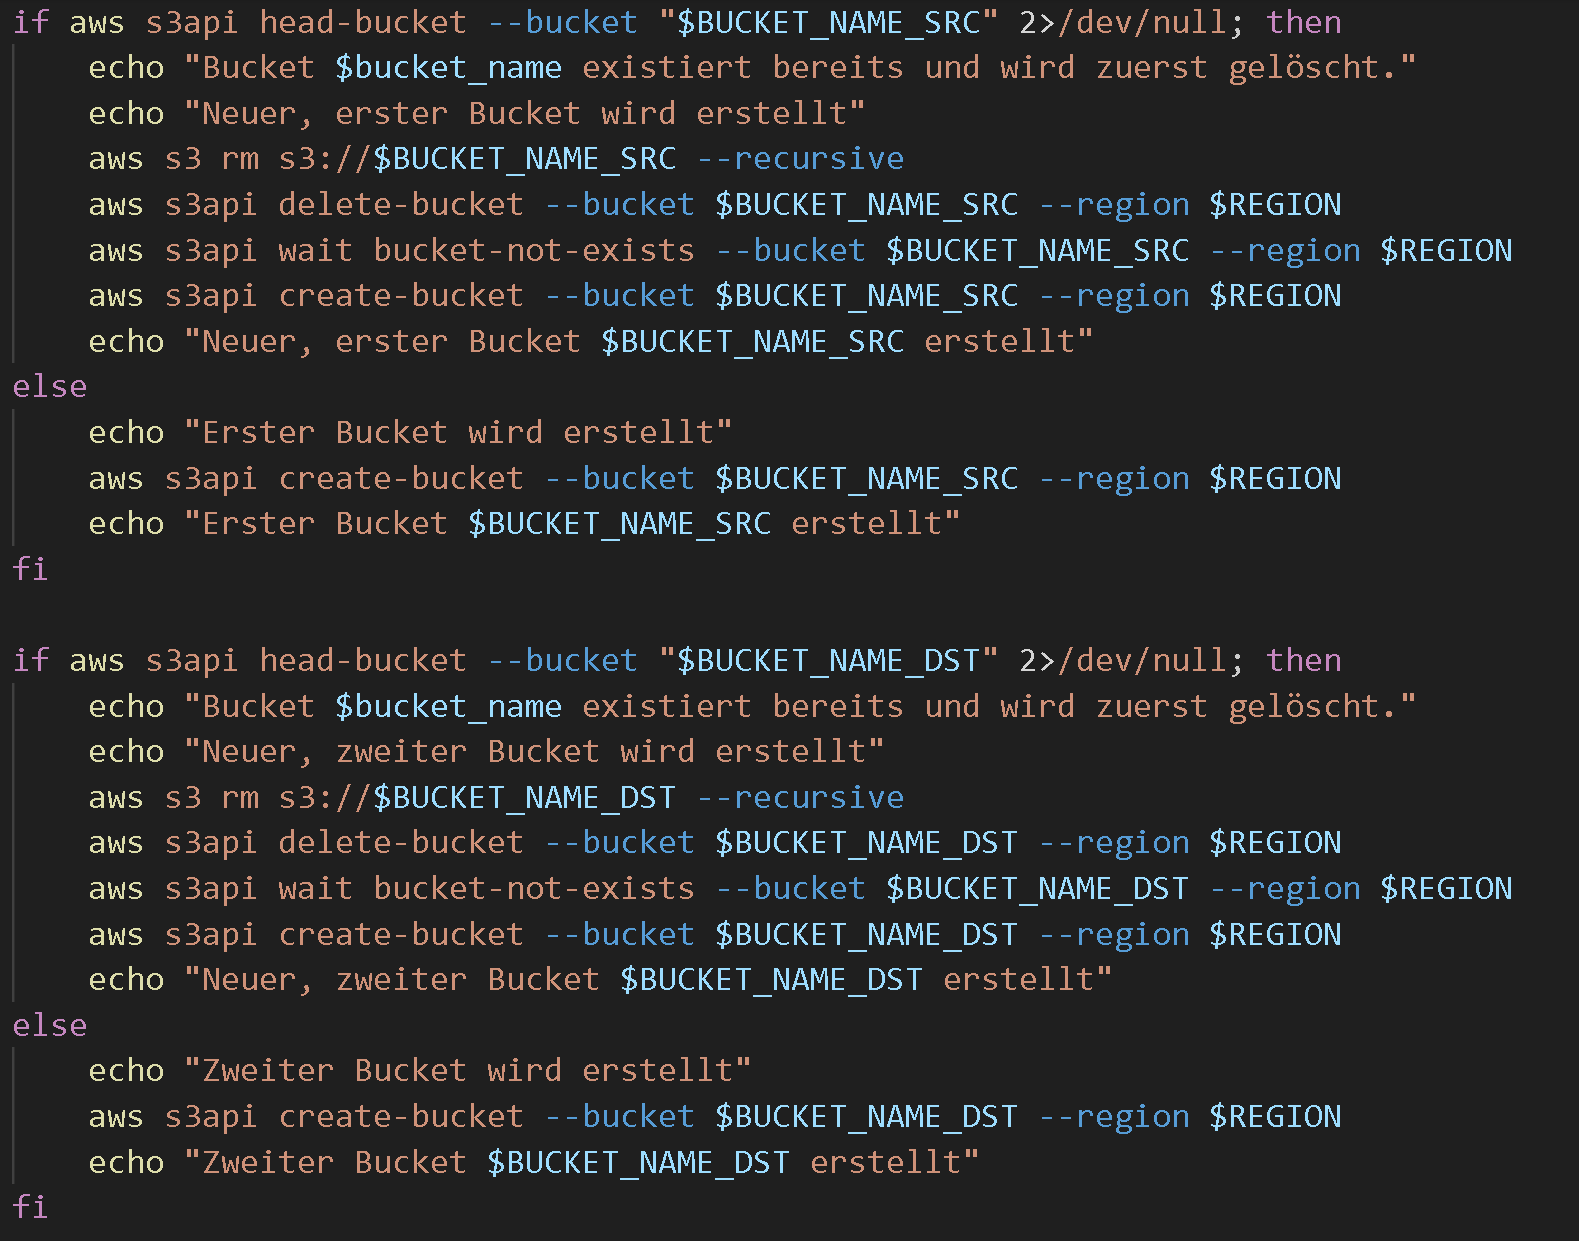 if aws s3api head-bucket --bucket "$BUCKET_NAME_SRC" 2>/dev/null; then
    echo "Bucket $bucket_name existiert bereits und wird zuerst gelöscht."
    echo "Neuer, erster Bucket wird erstellt"
    aws s3 rm s3://$BUCKET_NAME_SRC --recursive
    aws s3api delete-bucket --bucket $BUCKET_NAME_SRC --region $REGION
    aws s3api wait bucket-not-exists --bucket $BUCKET_NAME_SRC --region $REGION
    aws s3api create-bucket --bucket $BUCKET_NAME_SRC --region $REGION
    echo "Neuer, erster Bucket $BUCKET_NAME_SRC erstellt"
else
    echo "Erster Bucket wird erstellt"
    aws s3api create-bucket --bucket $BUCKET_NAME_SRC --region $REGION
    echo "Erster Bucket $BUCKET_NAME_SRC erstellt"
fi

if aws s3api head-bucket --bucket "$BUCKET_NAME_DST" 2>/dev/null; then
    echo "Bucket $bucket_name existiert bereits und wird zuerst gelöscht."
    echo "Neuer, zweiter Bucket wird erstellt"
    aws s3 rm s3://$BUCKET_NAME_DST --recursive
    aws s3api delete-bucket --bucket $BUCKET_NAME_DST --region $REGION
    aws s3api wait bucket-not-exists --bucket $BUCKET_NAME_DST --region $REGION
    aws s3api create-bucket --bucket $BUCKET_NAME_DST --region $REGION
    echo "Neuer, zweiter Bucket $BUCKET_NAME_DST erstellt"
else
    echo "Zweiter Bucket wird erstellt"
    aws s3api create-bucket --bucket $BUCKET_NAME_DST --region $REGION
    echo "Zweiter Bucket $BUCKET_NAME_DST erstellt"
fi